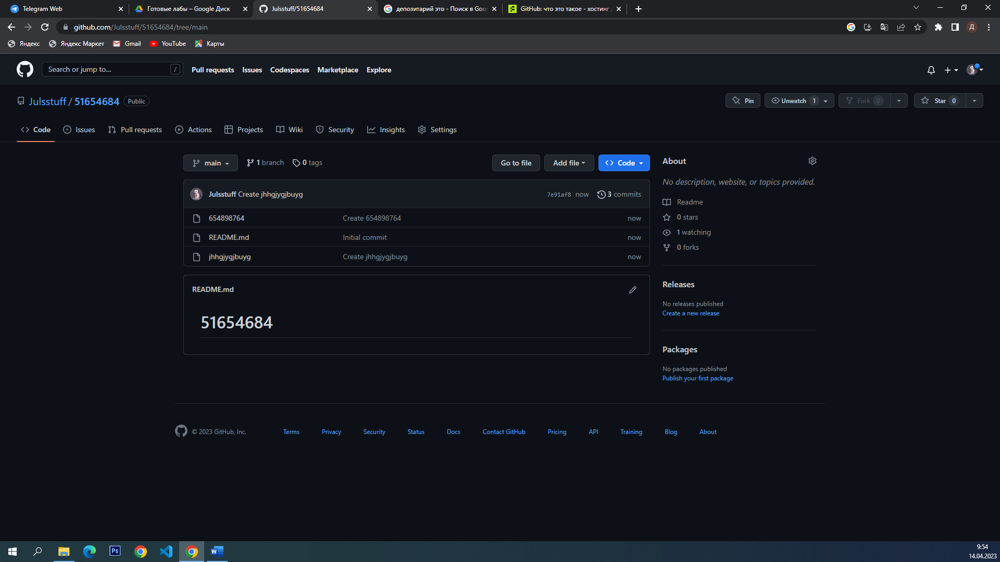 Telegram Web
Готовые лабы – Google Диск
Julsstuff/51654684
депозитарий это - Поиск в Goo
GitHub: что это такое - хостинг
github.com/Julsstuff/51654684/tree/main
Д
Яндекс
Яндекс Маркет
Gmail
YouTube
Карты
Search or jump to...
/
Pull requests
Issues
Codespaces
Marketplace
Explore
Julsstuff / 51654684 Public
Pin
Unwatch 1
Fork 0
Star 0
Code
Issues
Pull requests
Actions
Projects
Wiki
Security
Insights
Settings
main
1 branch
0 tags
Go to file
Add file
Code
Julsstuff Create jhhgjygjbuyg
7e91af8 now
3 commits
654898764
Create 654898764
now
README.md
Initial commit
now
jhhgjygjbuyg
Create jhhgjygjbuyg
now
README.md
51654684
About
No description, website, or topics provided.
Readme
0 stars
1 watching
0 forks
Releases
No releases published
Create a new release
Packages
No packages published
Publish your first package
© 2023 GitHub, Inc.
Terms
Privacy
Security
Status
Docs
Contact GitHub
Pricing
API
Training
Blog
About
Ps
W
9:54
14.04.2023